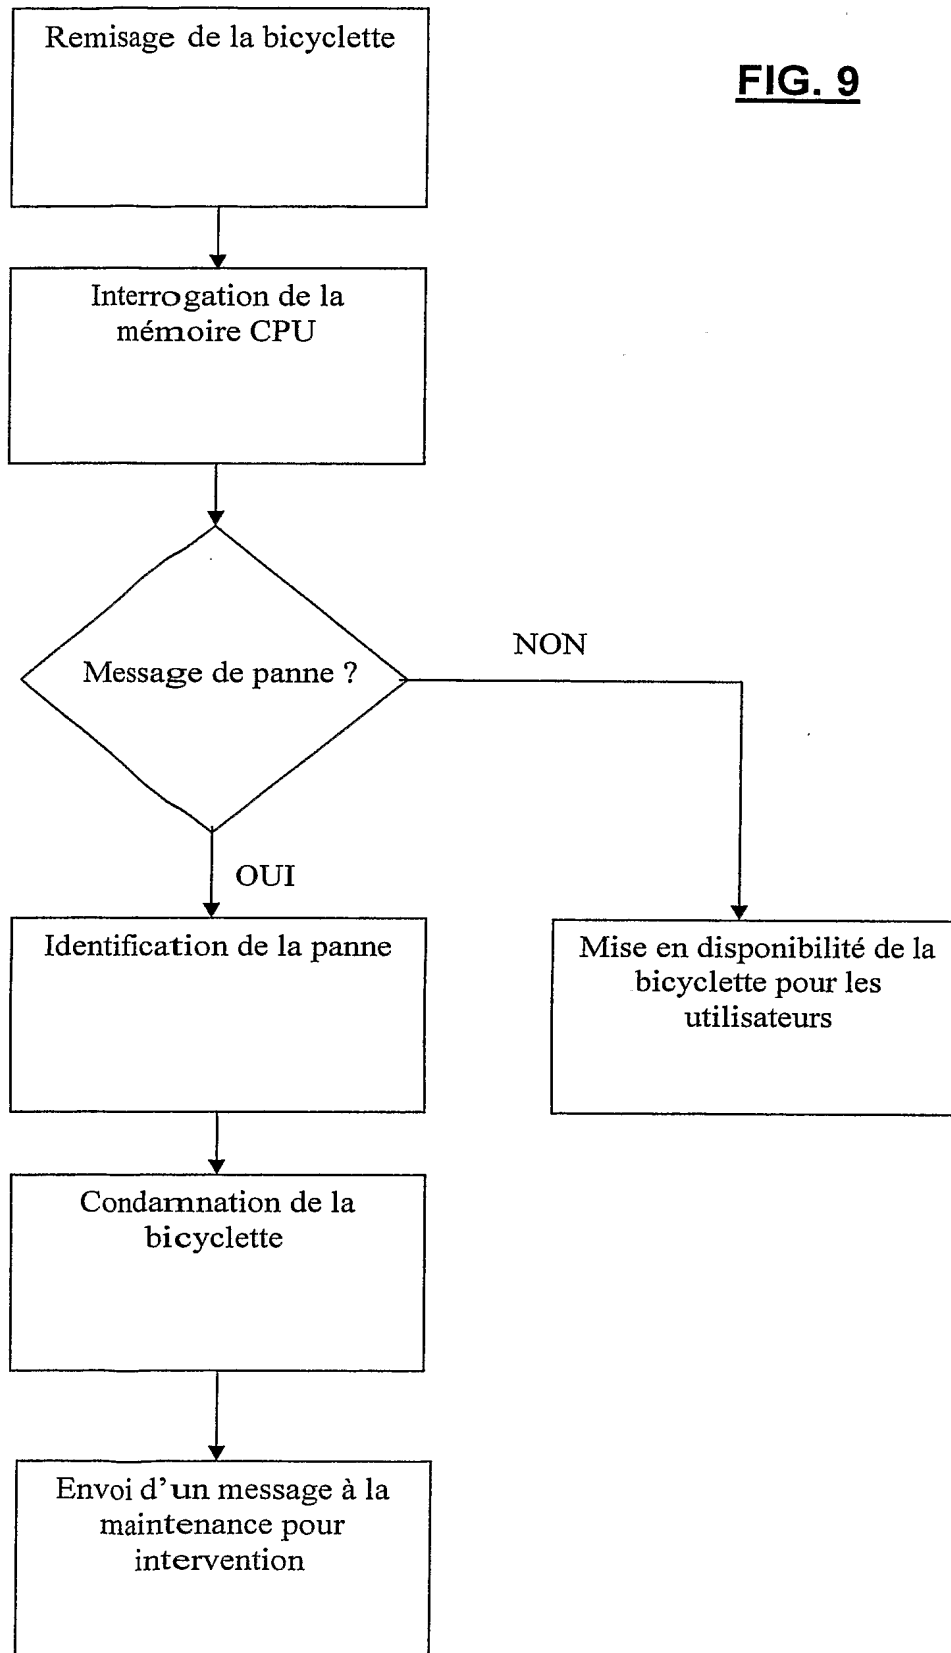 Remisage de la bicyclette
FIG. 9
Interrogation de la
mémoire CPU
Message de panne ?
NON
OUI
Identification de la panne
Mise en disponibilité de la
bicyclette pour les
utilisateurs
Condamnation de la
bicyclette
Envoi d'un message à la
maintenance pour
intervention